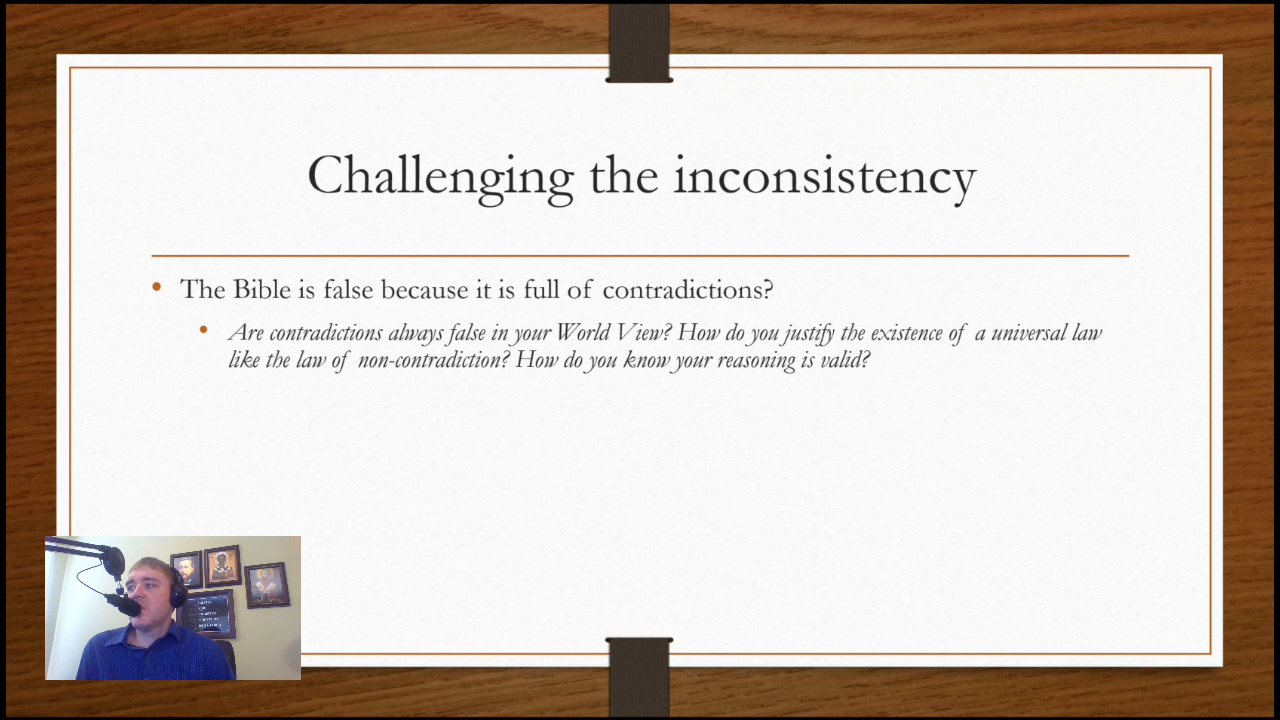 Challenging the inconsistency
The Bible is false because it is full of contradictions?
Are contradictions always false in your World View? How do you justify the existence of a universal law
like the law of non-contradiction? How do you know your reasoning is valid?